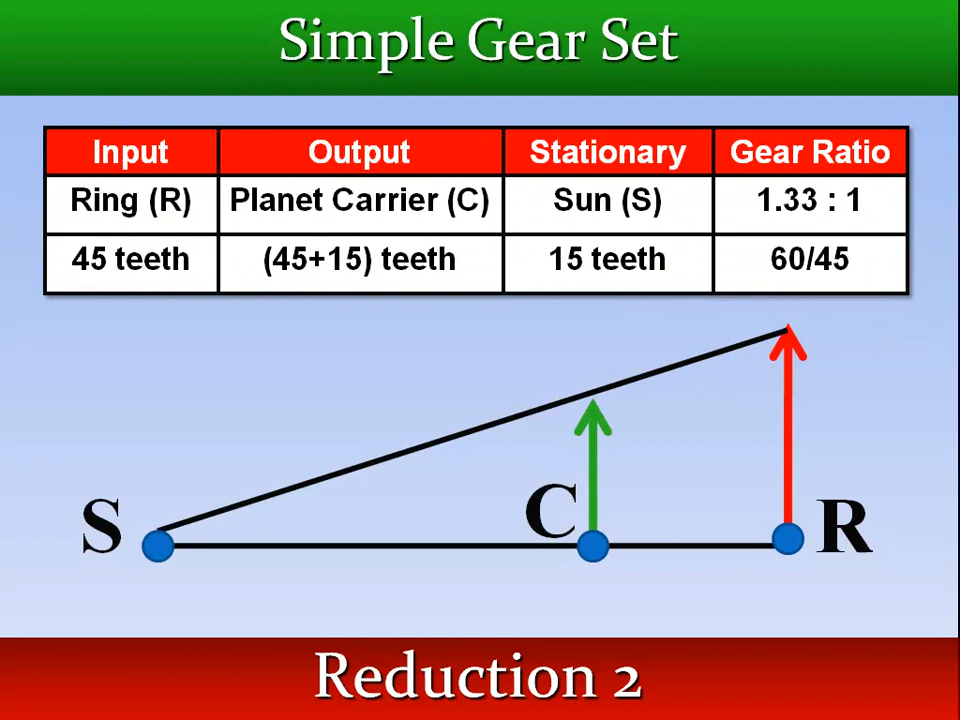 Simple Gear Set
Input Output Stationary Gear Ratio
Ring (R) Planet Carrier (C) Sun (S) 1.33 : 1
45 teeth (45+15) teeth 15 teeth 60/45
S C R
Reduction 2